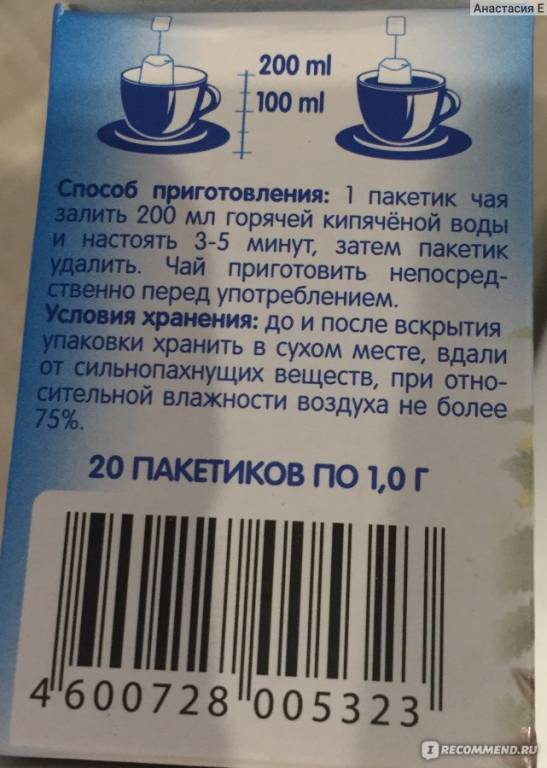 Анастасия Е
200 ml
100 ml
Способ приготовления: 1 пакетик чая
залить 200 мл горячей кипячёной воды
и настоять 3-5 минут, затем пакетик
удалить. Чай приготовить непосред-
ственно перед употреблением.
Условия хранения: до и после вскрытия
упаковки хранить в сухом месте, вдали
от сильнопахнущих веществ, при отно-
сительной влажности воздуха не более
75%.
20 ПАКЕТИКОВ ПО 1,0 Г
4 600728 005323
I RECOMMEND.RU